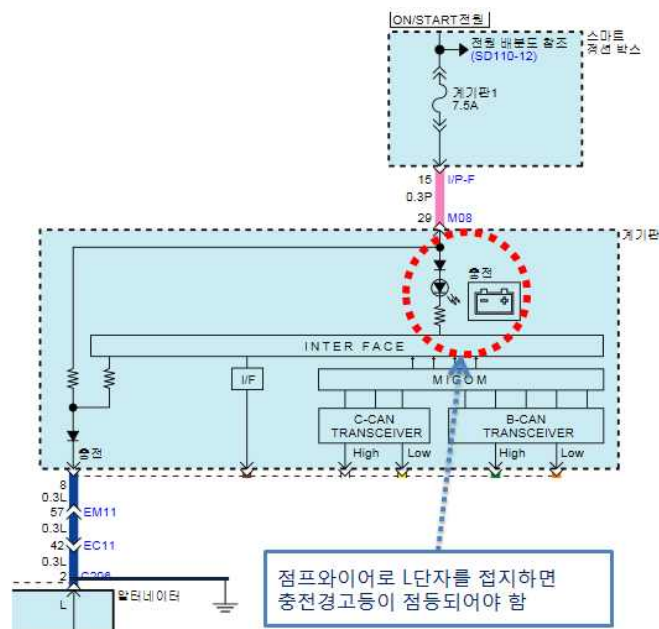 ON/START전원
전원 배분도 참조
(SD110-12)
스마트
정션 박스
계기판1
7.5A
15 I/P-F
0.3P
29 M08
계기판
충전
INTER FACE
I/F
MICOM
C-CAN
TRANSCEIVER
B-CAN
TRANSCEIVER
충전
High
Low
High
Low
8
0.3L
57 EM11
0.3L
42 EC11
0.3L
2 C206
L
알터네이터
점프와이어로 L단자를 접지하면
충전경고등이 점등되어야 함